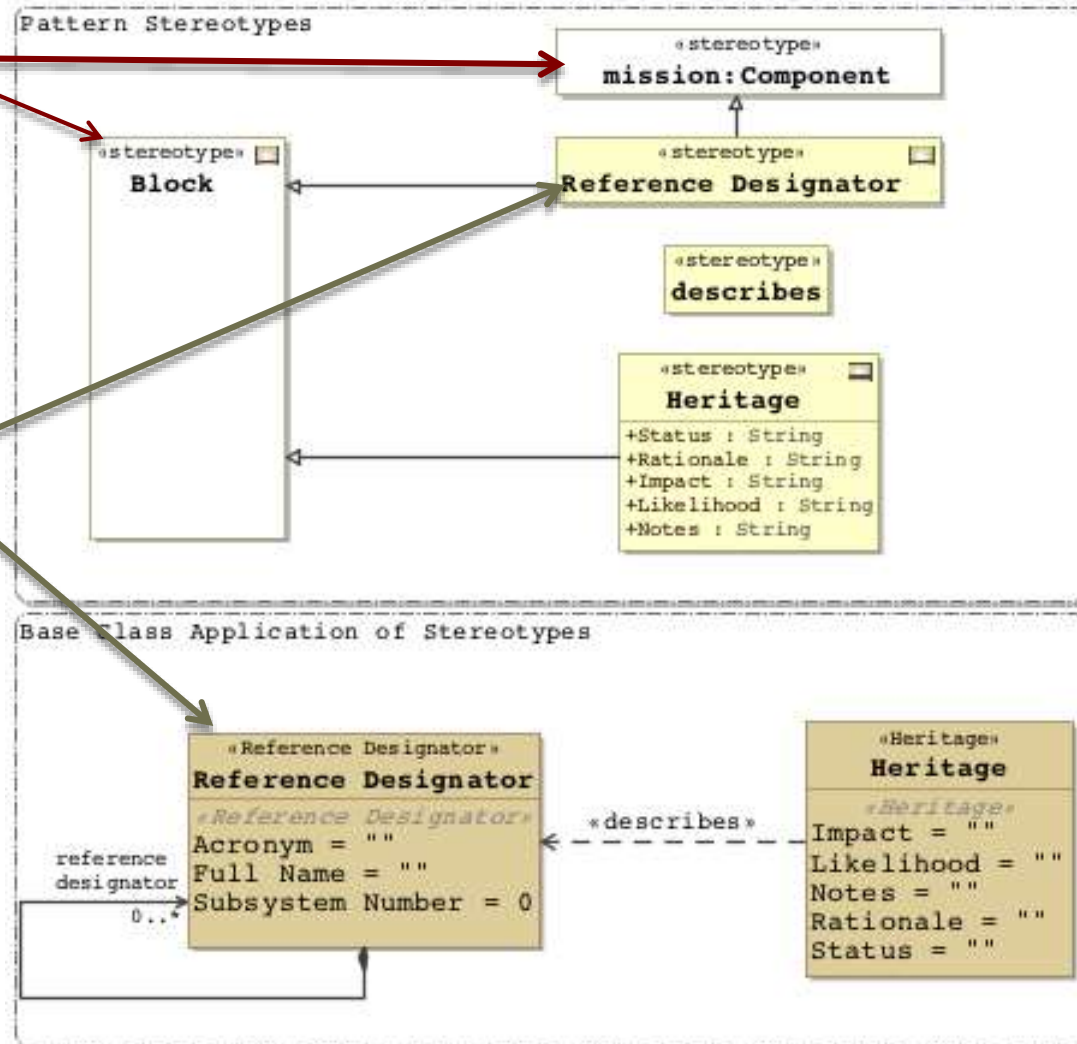 Pattern Stereotypes
«stereotype»
mission:Component
«stereotype»
Block
«stereotype»
Reference Designator
«stereotype»
describes
«stereotype»
Heritage
+Status : String
+Rationale : String
+Impact : String
+Likelihood : String
+Notes : String
Base Class Application of Stereotypes
«Reference Designator»
Reference Designator
«Reference Designator»
Acronym = ""
Full Name = ""
Subsystem Number = 0
reference
designator
0..*
«describes»
«Heritage»
Heritage
«Heritage»
Impact = ""
Likelihood = ""
Notes = ""
Rationale = ""
Status = ""